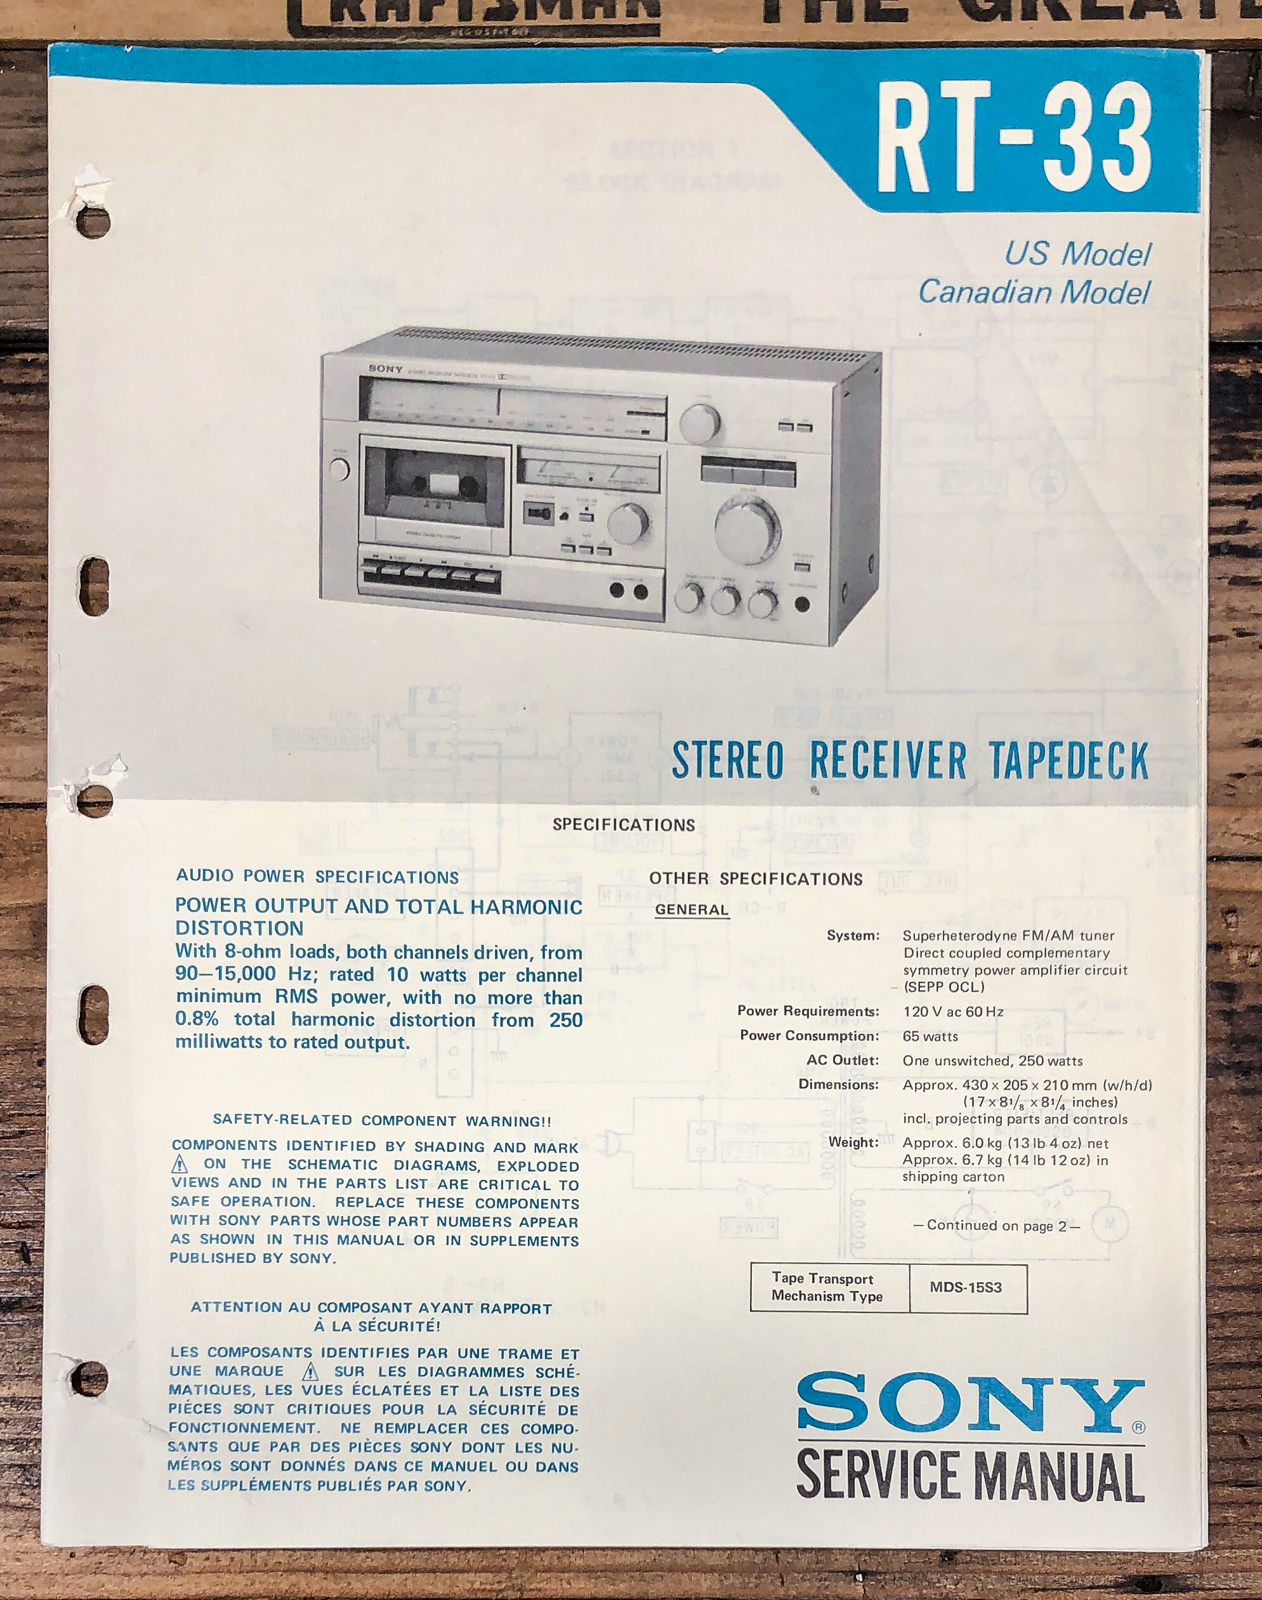 CRAFTSMAN
THE GREATE
RT-33
US Model
Canadian Model
SONY
STEREO RECEIVER TAPEDECK
SPECIFICATIONS
AUDIO POWER SPECIFICATIONS
POWER OUTPUT AND TOTAL HARMONIC
DISTORTION
With 8-ohm loads, both channels driven, from
90–15,000 Hz; rated 10 watts per channel
minimum RMS power, with no more than
0.8% total harmonic distortion from 250
milliwatts to rated output.
SAFETY-RELATED COMPONENT WARNING!!
COMPONENTS IDENTIFIED BY SHADING AND MARK
⚠ ON THE SCHEMATIC DIAGRAMS, EXPLODED
VIEWS AND IN THE PARTS LIST ARE CRITICAL TO
SAFE OPERATION. REPLACE THESE COMPONENTS
WITH SONY PARTS WHOSE PART NUMBERS APPEAR
AS SHOWN IN THIS MANUAL OR IN SUPPLEMENTS
PUBLISHED BY SONY.
ATTENTION AU COMPOSANT AYANT RAPPORT
À LA SÉCURITÉ!
LES COMPOSANTS IDENTIFIES PAR UNE TRAME ET
UNE MARQUE ⚠ SUR LES DIAGRAMMES SCHÉ-
MATIQUES, LES VUES ÉCLATÉES ET LA LISTE DES
PIÈCES SONT CRITIQUES POUR LA SÉCURITÉ DE
FONCTIONNEMENT. NE REMPLACER CES COMPO-
SANTS QUE PAR DES PIÈCES SONY DONT LES NU-
MÉROS SONT DONNÉS DANS CE MANUEL OU DANS
LES SUPPLÉMENTS PUBLIÉS PAR SONY.
OTHER SPECIFICATIONS
GENERAL
System: Superheterodyne FM/AM tuner
Direct coupled complementary
symmetry power amplifier circuit
(SEPP OCL)
Power Requirements: 120 V ac 60 Hz
Power Consumption: 65 watts
AC Outlet: One unswitched, 250 watts
Dimensions: Approx. 430 x 205 x 210 mm (w/h/d)
(17 x 8 1/8 x 8 1/4 inches)
incl. projecting parts and controls
Weight: Approx. 6.0 kg (13 lb 4 oz) net
Approx. 6.7 kg (14 lb 12 oz) in
shipping carton
— Continued on page 2 —
Tape Transport
Mechanism Type
MDS-15S3
SONY®
SERVICE MANUAL